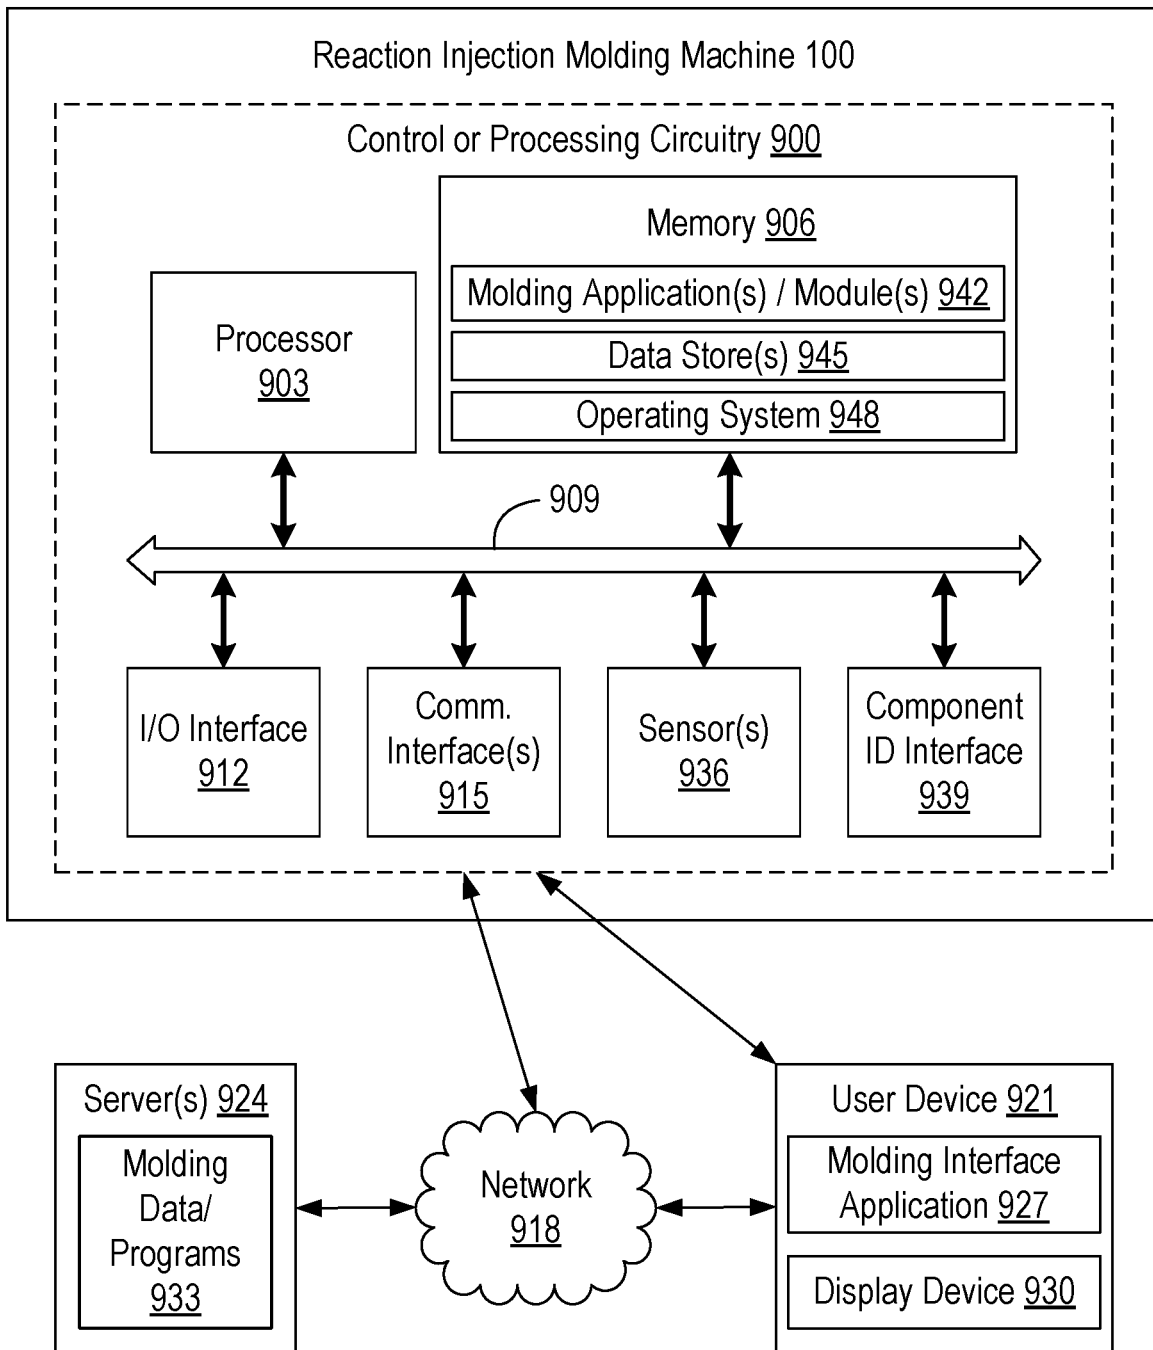 Reaction Injection Molding Machine 100
Control or Processing Circuitry 900
Memory 906
Molding Application(s) / Module(s) 942
Data Store(s) 945
Operating System 948
Processor
903
909
I/O Interface
912
Comm.
Interface(s)
915
Sensor(s)
936
Component
ID Interface
939
Server(s) 924
Molding
Data/
Programs
933
Network
918
User Device 921
Molding Interface
Application 927
Display Device 930